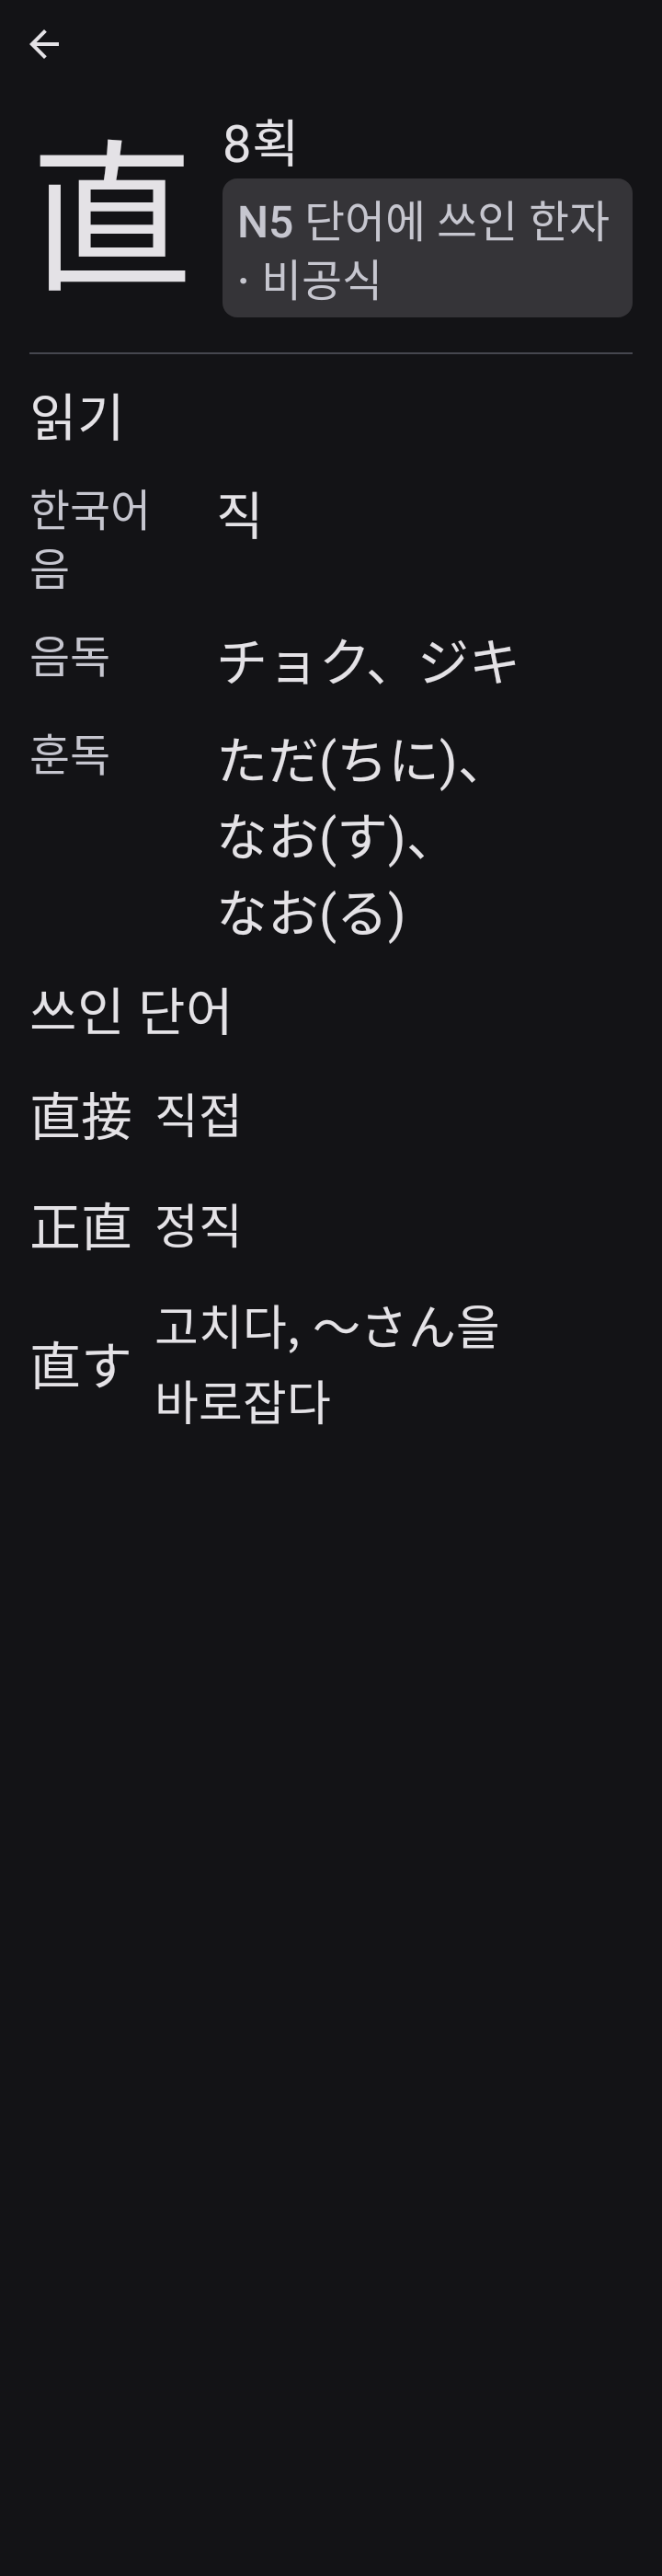 直
8획
N5 단어에 쓰인 한자
· 비공식
읽기
한국어
음
직
음독
チョク、ジキ
훈독
ただ(ちに)、
なお(す)、
なお(る)
쓰인 단어
直接 직접
正直 정직
直す
고치다, 〜さん을
바로잡다